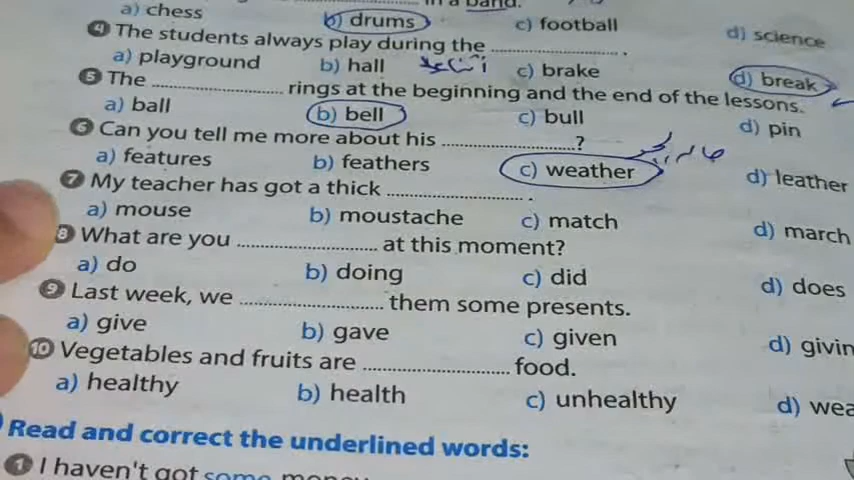 in a band.
a) chess b) drums c) football d) science
4 The students always play during the .................... .
a) playground b) hall c) brake d) break
5 The .................... rings at the beginning and the end of the lessons.
a) ball b) bell c) bull d) pin
6 Can you tell me more about his ....................?
a) features b) feathers c) weather d) leather
7 My teacher has got a thick .................... .
a) mouse b) moustache c) match d) march
8 What are you .................... at this moment?
a) do b) doing c) did d) does
9 Last week, we .................... them some presents.
a) give b) gave c) given d) givin
10 Vegetables and fruits are .................... food.
a) healthy b) health c) unhealthy d) wea
Read and correct the underlined words:
1 I haven't got some money